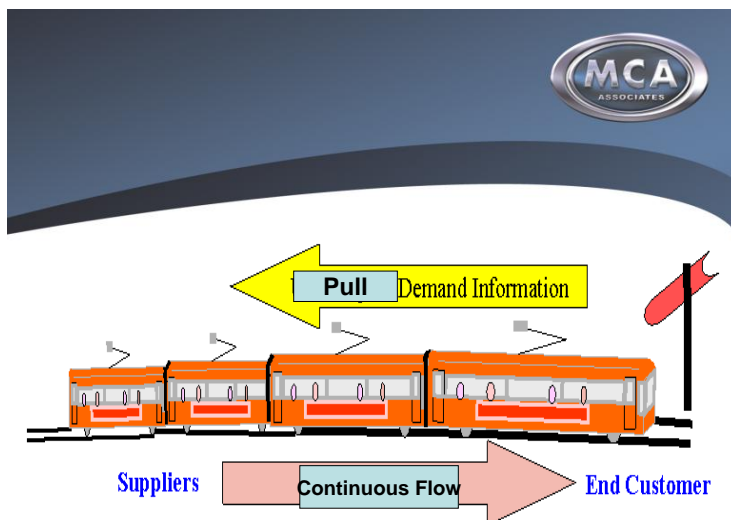 MCA
ASSOCIATES
Pull Demand Information
Suppliers Continuous Flow End Customer